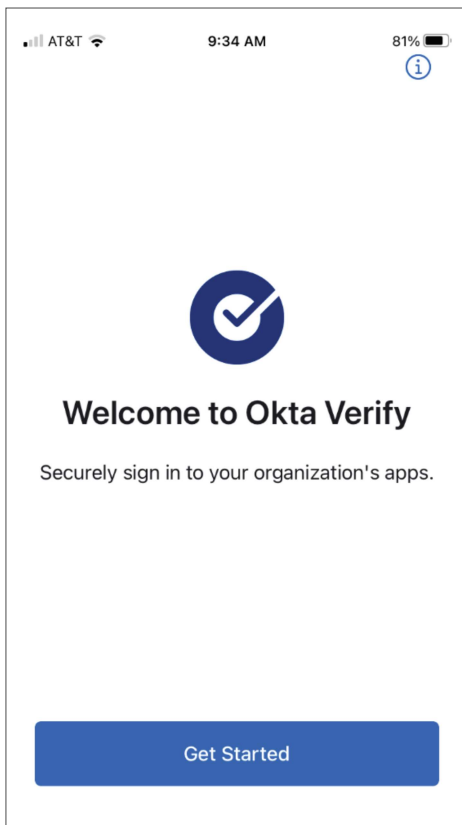 AT&T 9:34 AM 81%
i
Welcome to Okta Verify
Securely sign in to your organization's apps.
Get Started